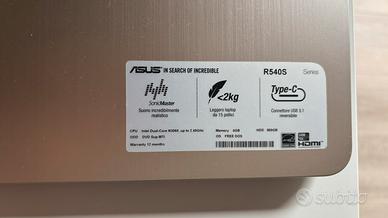 ASUS IN SEARCH OF INCREDIBLE
R540S Series
SonicMaster
Suono incredibilmente
realistico
<2kg
Leggero laptop
da 15 pollici
Type-C
Connettore USB 3.1
reversibile
CPU Intel Dual-Core N3060, up to 2.48GHz
Memory 4GB
HDD 500GB
ODD DVD Sup MTI
OS FREE DOS
Warranty 12 months
HDMI
subito